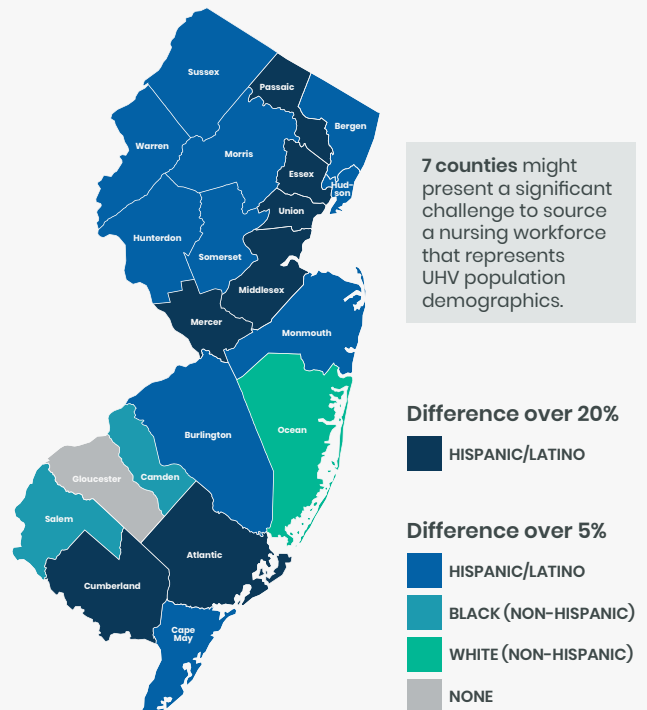 Sussex
Passaic
Bergen
Warren
Morris
Essex
Hud-
son
Union
Hunterdon
Somerset
Middlesex
Mercer
Monmouth
Ocean
Burlington
Camden
Gloucester
Salem
Atlantic
Cumberland
Cape
May
7 counties might
present a significant
challenge to source
a nursing workforce
that represents
UHV population
demographics.
Difference over 20%
HISPANIC/LATINO
Difference over 5%
HISPANIC/LATINO
BLACK (NON-HISPANIC)
WHITE (NON-HISPANIC)
NONE